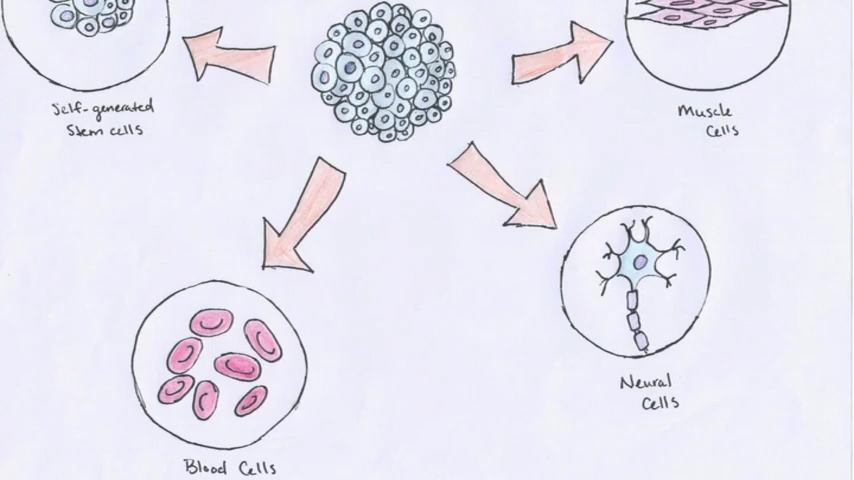 Self-generated
Stem cells
Muscle
Cells
Neural
Cells
Blood Cells